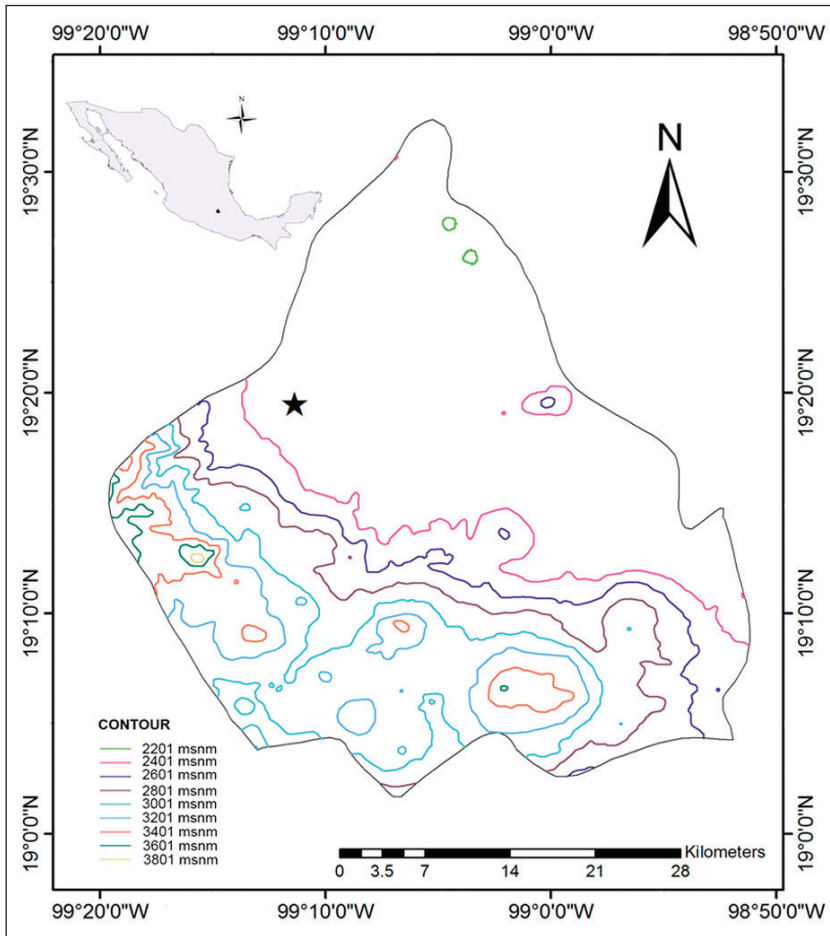 99°20'0"W 99°10'0"W 99°0'0"W 98°50'0"W
N
N
19°30'0"N 19°30'0"N
19°20'0"N 19°20'0"N
19°10'0"N 19°10'0"N
19°0'0"N 19°0'0"N
CONTOUR
2201 msnm
2401 msnm
2601 msnm
2801 msnm
3001 msnm
3201 msnm
3401 msnm
3601 msnm
3801 msnm
Kilometers
0 3.5 7 14 21 28
99°20'0"W 99°10'0"W 99°0'0"W 98°50'0"W